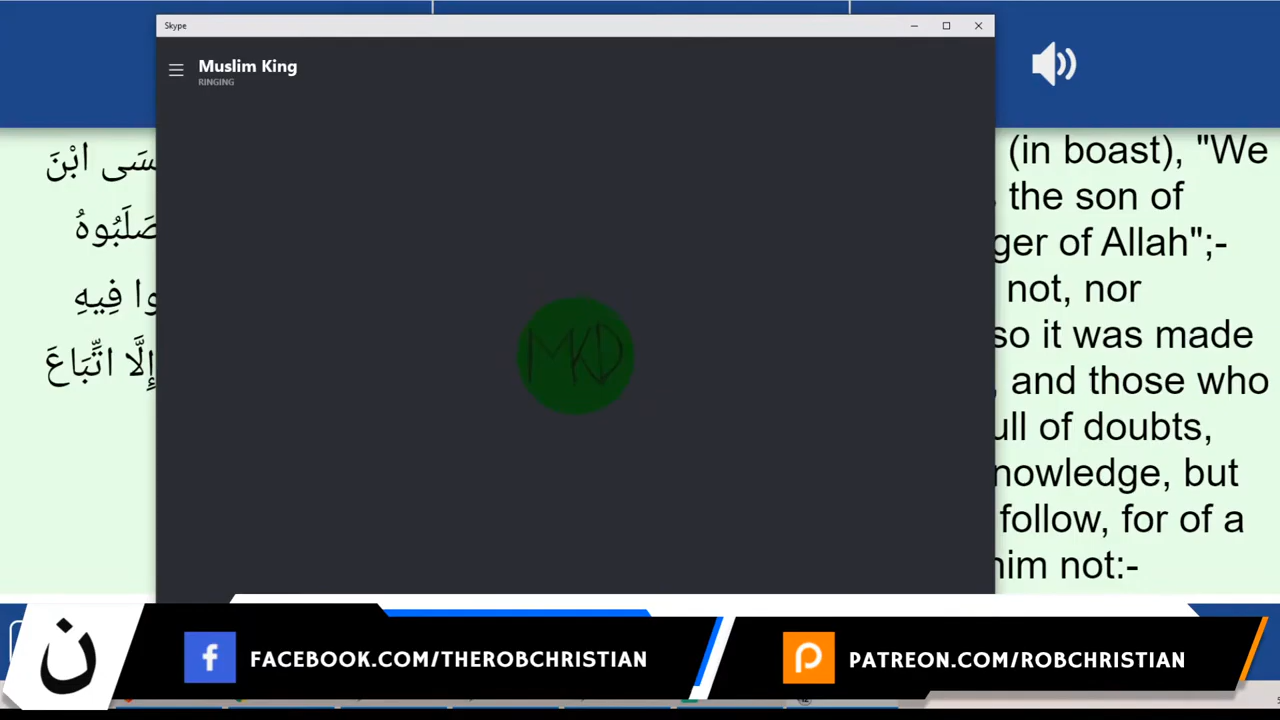 Skype
Muslim King
RINGING
MKD
(in boast), "We
the son of
ger of Allah";-
not, nor
so it was made
, and those who
ull of doubts,
nowledge, but
follow, for of a
him not:-
ابْنَ
فِيهِ
إِلَّا اتِّبَاعَ
ن
FACEBOOK.COM/THEROBCHRISTIAN
PATREON.COM/ROBCHRISTIAN